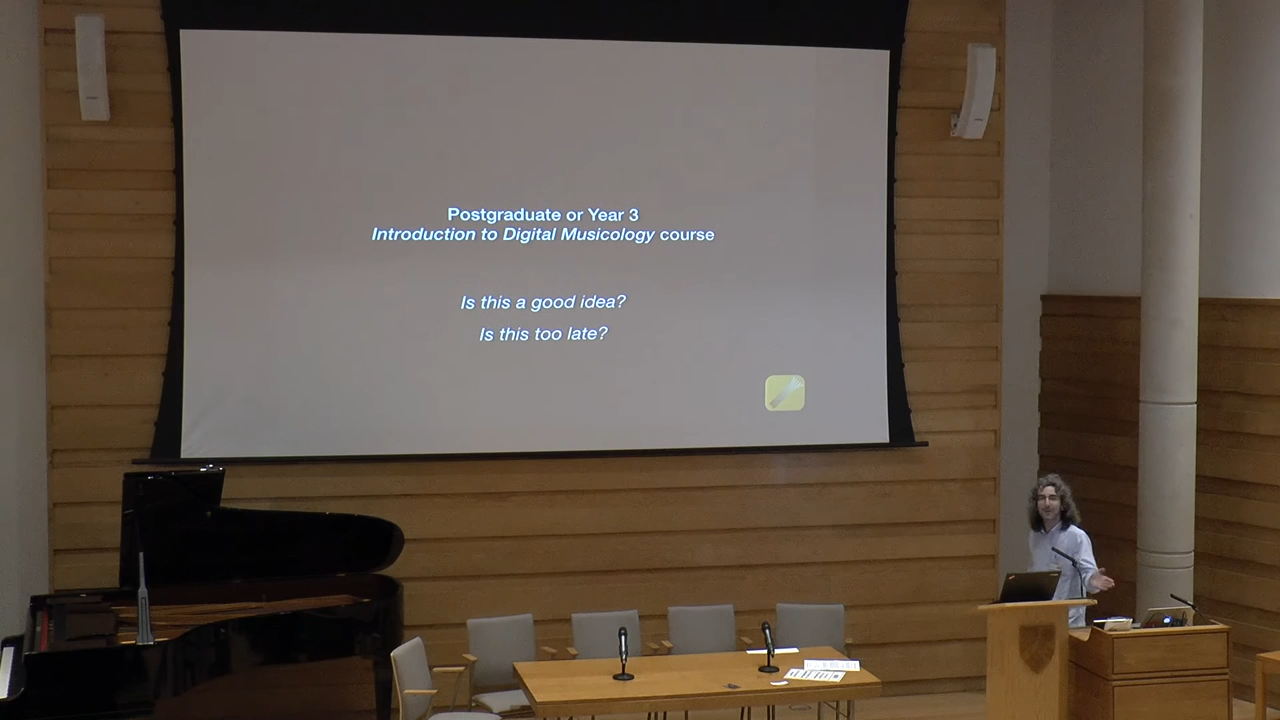 Postgraduate or Year 3
Introduction to Digital Musicology course
Is this a good idea?
Is this too late?